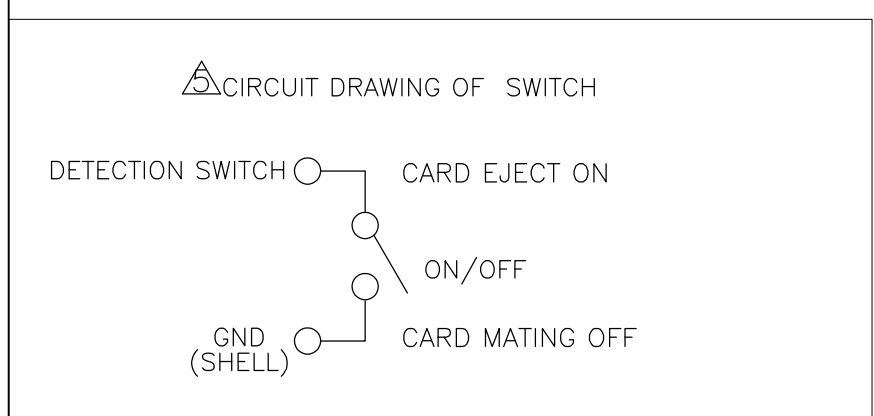 5 CIRCUIT DRAWING OF SWITCH
DETECTION SWITCH
CARD EJECT ON
ON/OFF
GND
(SHELL)
CARD MATING OFF